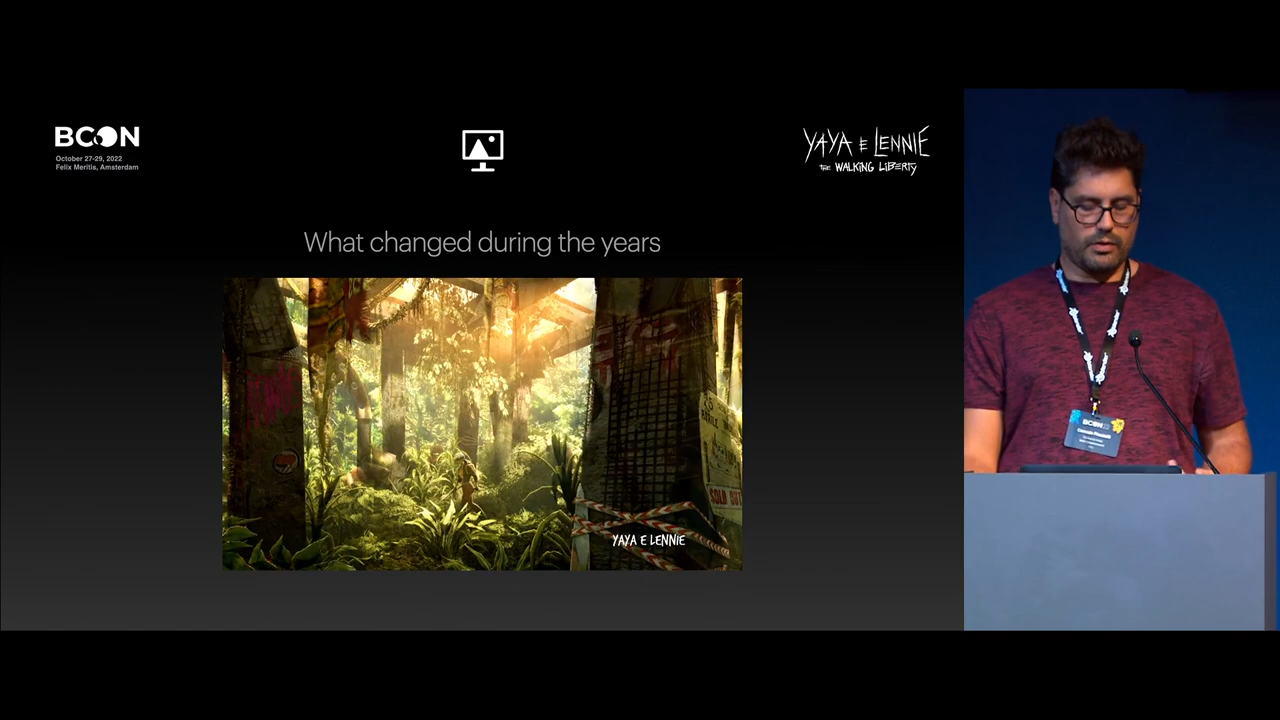 BCON
October 27-29, 2022
Felix Meritis, Amsterdam
YAYA E LENNIE
THE WALKING LIBERTY
What changed during the years
SOLD OUT
YAYA E LENNIE
BCON